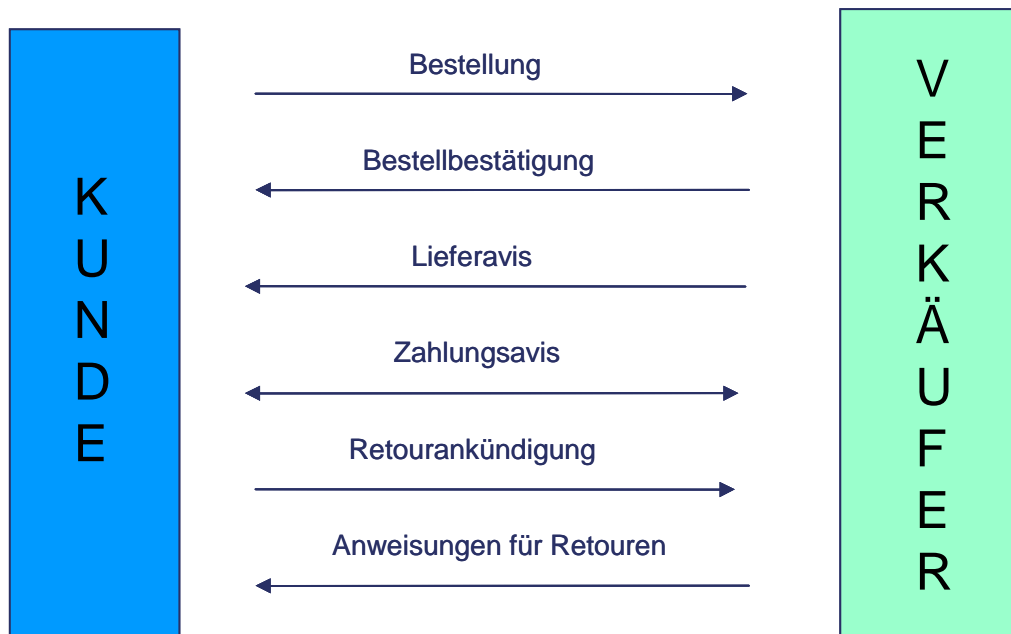 KUNDE
Bestellung
Bestellbestätigung
Lieferavis
Zahlungsavis
Retourankündigung
Anweisungen für Retouren
VERKÄUFER